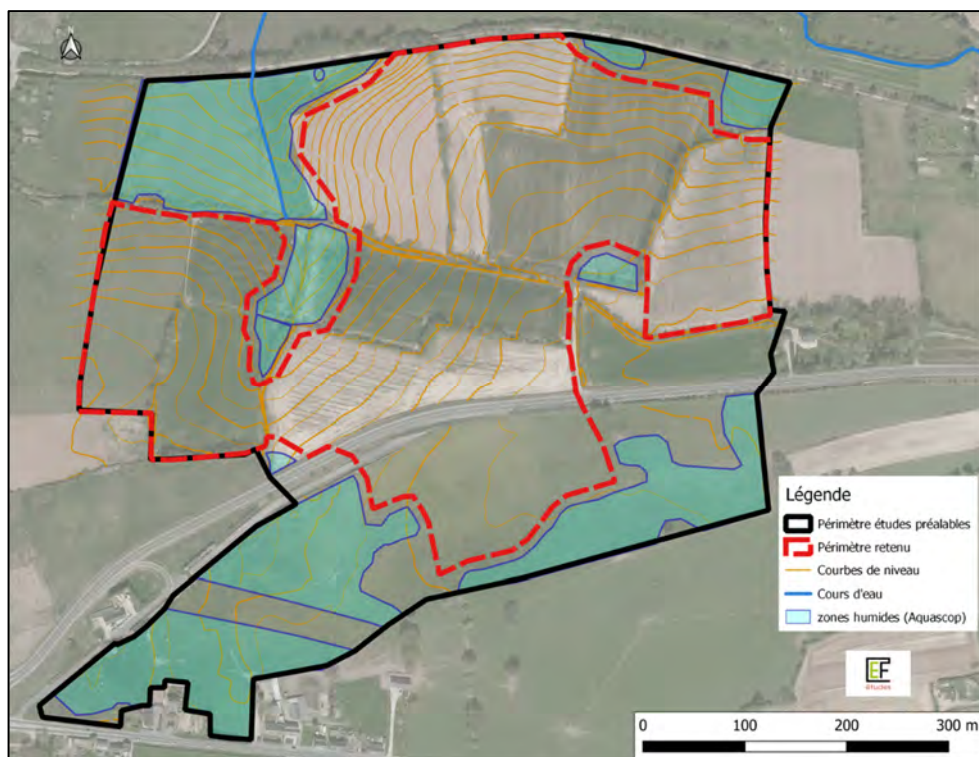 Légende
Périmètre études préalables
Périmètre retenu
Courbes de niveau
Cours d'eau
zones humides (Aquascop)
CEF
études
0 100 200 300 m